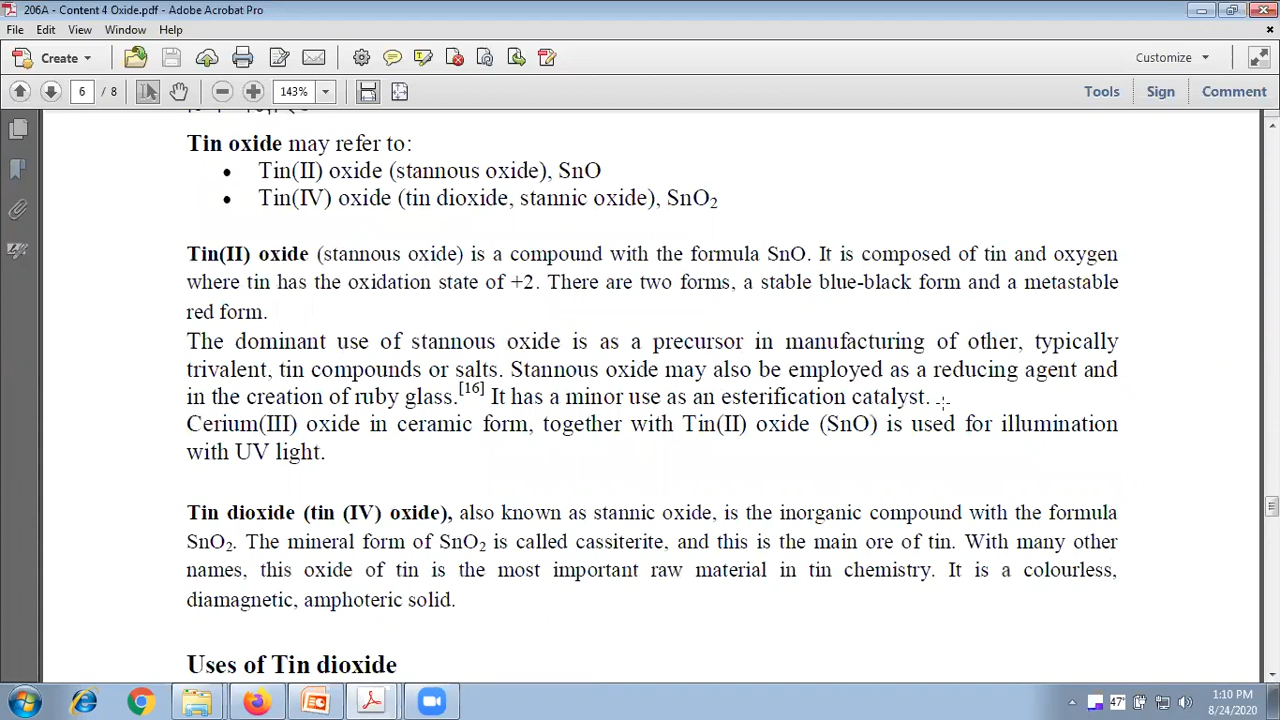 206A - Content 4 Oxide.pdf - Adobe Acrobat Pro
File Edit View Window Help
Create Customize
6 / 8 143% Tools Sign Comment
Tin oxide may refer to:
• Tin(II) oxide (stannous oxide), SnO
• Tin(IV) oxide (tin dioxide, stannic oxide), SnO₂
Tin(II) oxide (stannous oxide) is a compound with the formula SnO. It is composed of tin and oxygen
where tin has the oxidation state of +2. There are two forms, a stable blue-black form and a metastable
red form.
The dominant use of stannous oxide is as a precursor in manufacturing of other, typically
trivalent, tin compounds or salts. Stannous oxide may also be employed as a reducing agent and
in the creation of ruby glass.[16] It has a minor use as an esterification catalyst.
Cerium(III) oxide in ceramic form, together with Tin(II) oxide (SnO) is used for illumination
with UV light.
Tin dioxide (tin (IV) oxide), also known as stannic oxide, is the inorganic compound with the formula
SnO₂. The mineral form of SnO₂ is called cassiterite, and this is the main ore of tin. With many other
names, this oxide of tin is the most important raw material in tin chemistry. It is a colourless,
diamagnetic, amphoteric solid.
Uses of Tin dioxide
47°
1:10 PM
8/24/2020